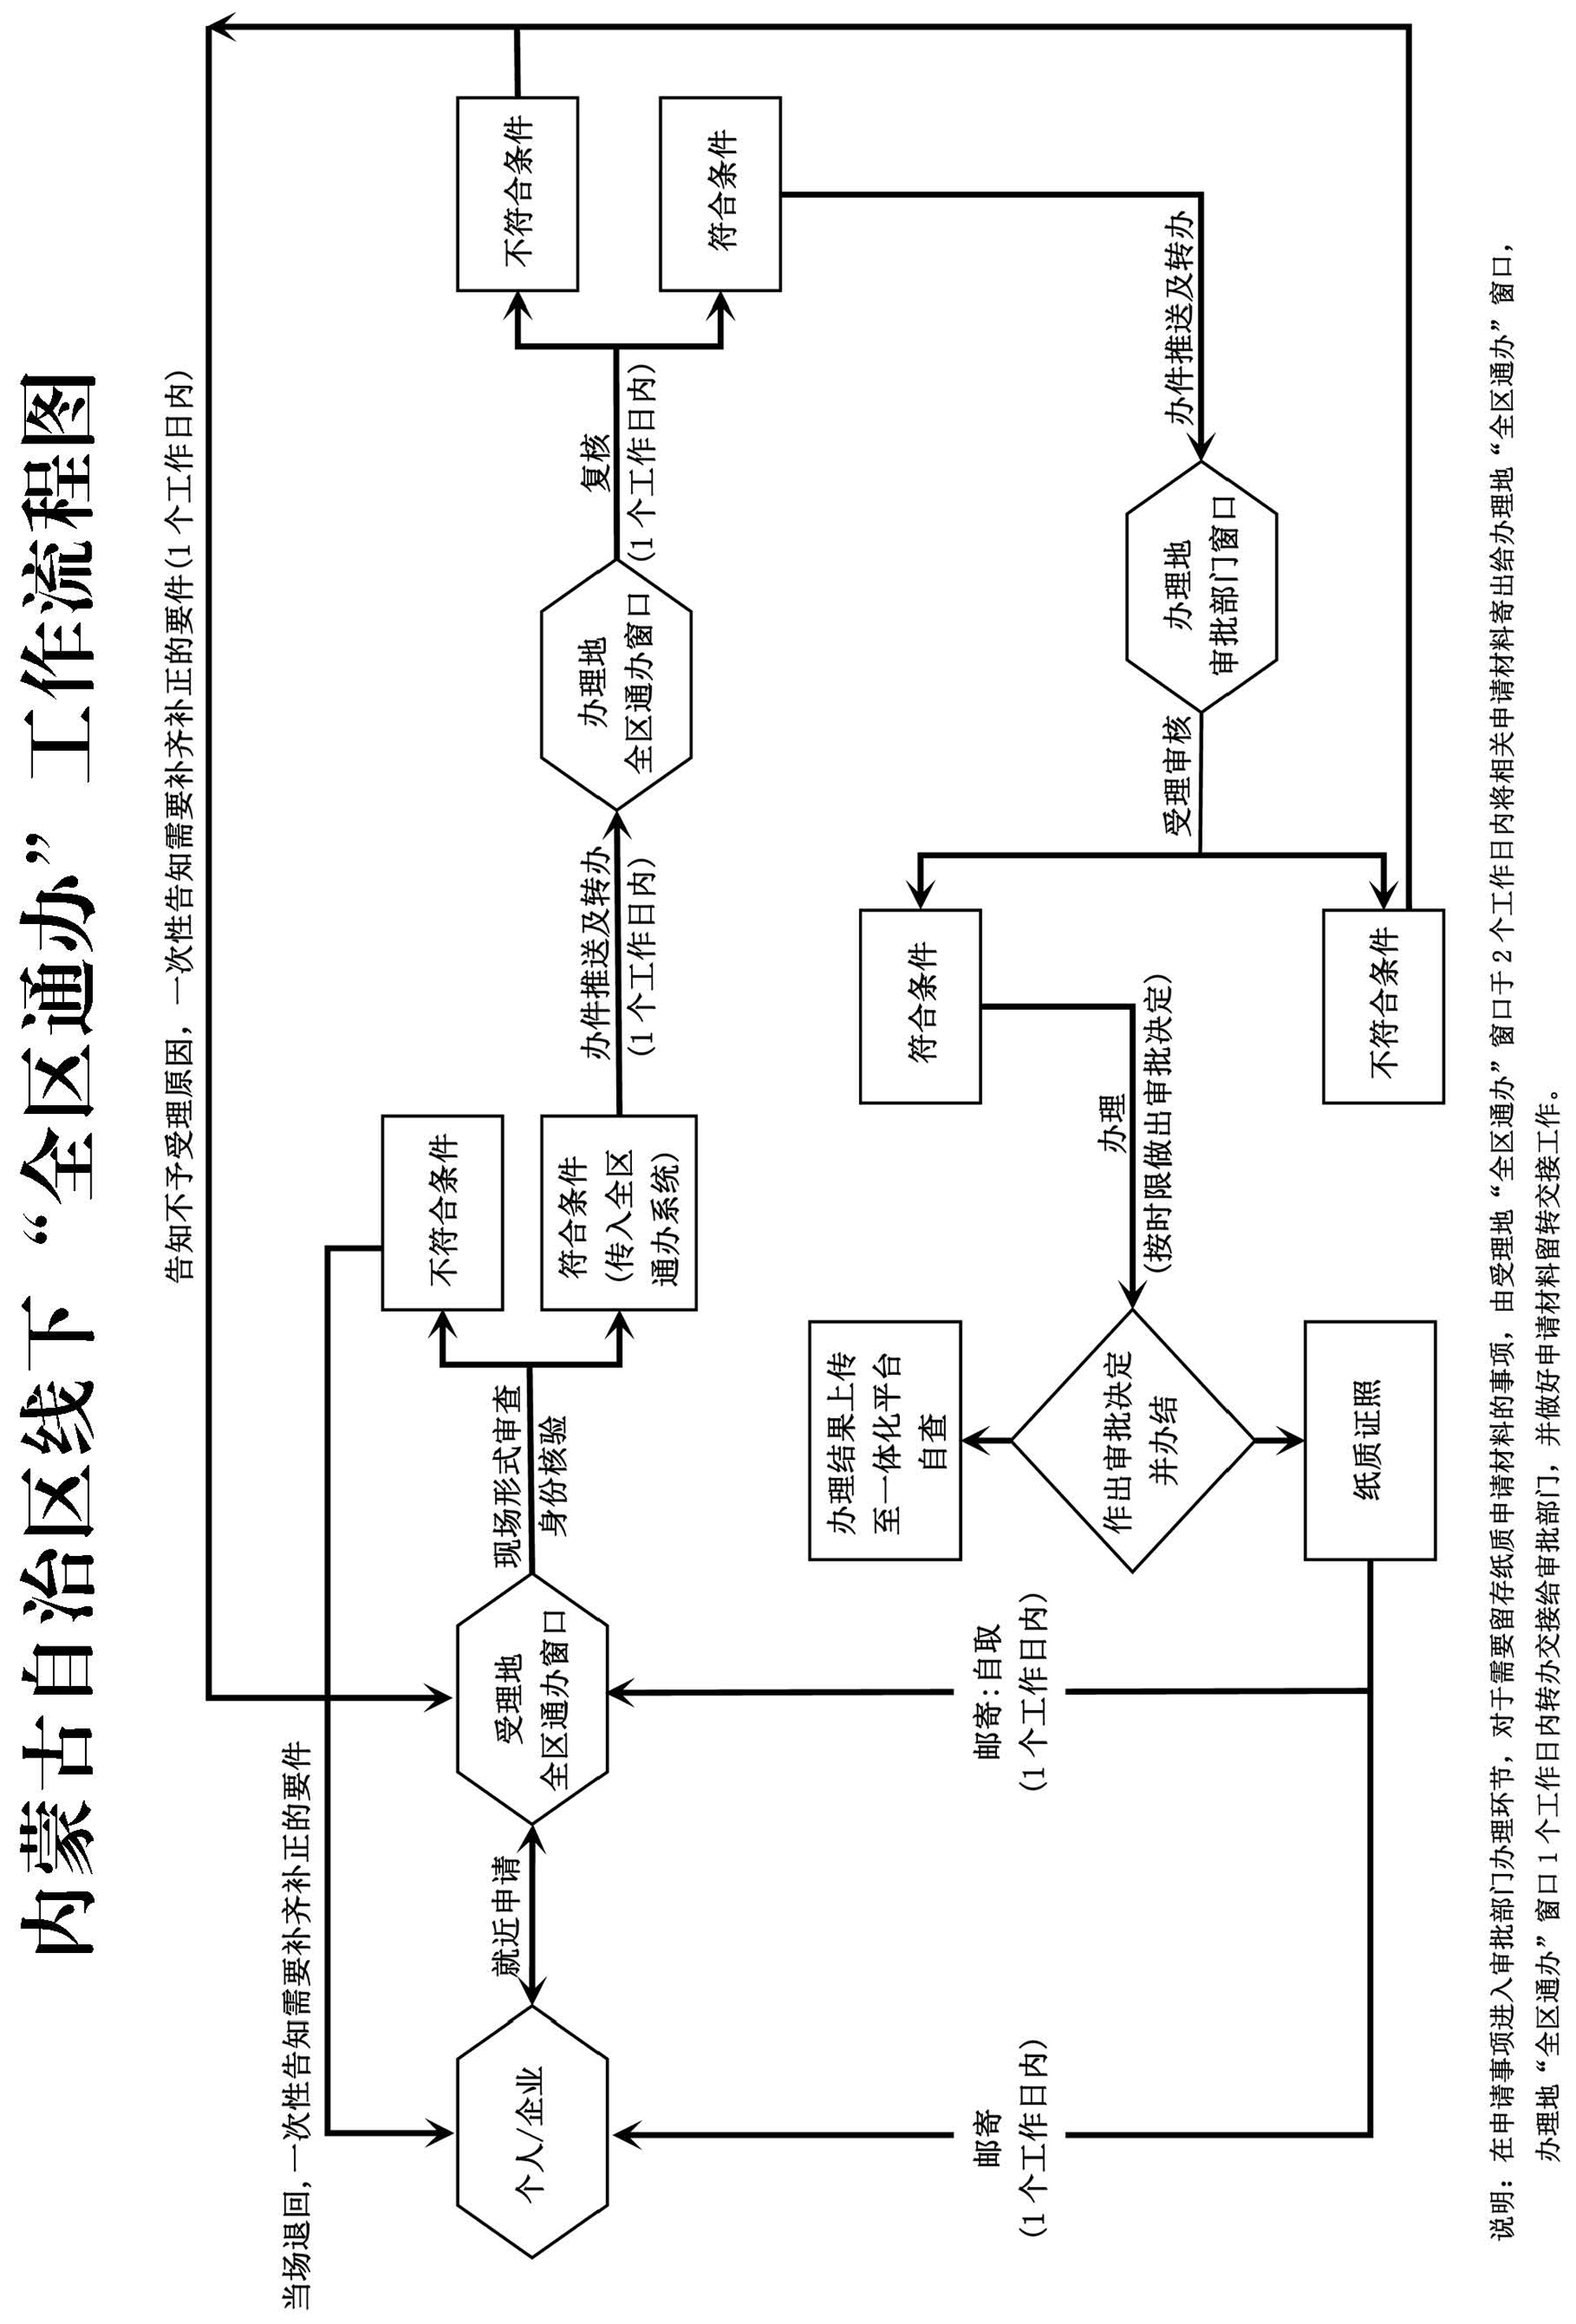 内蒙古自治区线下“全区通办”工作流程图
告知不予受理原因，一次性告知需要补齐补正的要件(1个工作日内)
当场退回，一次性告知需要补齐补正的要件
个人/企业
就近申请
受理地
全区通办窗口
现场形式审查
身份核验
不符合条件
符合条件
(传入全区
通办系统)
办件推送及转办
(1个工作日内)
办理地
全区通办窗口
复核
(1个工作日内)
不符合条件
符合条件
办件推送及转办
办理地
审批部门窗口
受理审核
符合条件
不符合条件
办理
(按时限做出审批决定)
作出审批决定
并办结
办理结果上传
至一体化平台
自查
纸质证照
邮寄:自取
(1个工作日内)
邮寄
(1个工作日内)
说明：在申请事项进入审批部门办理环节，对于需要留存纸质申请材料的事项，由受理地“全区通办”窗口于2个工作日内将相关申请材料寄出给办理地“全区通办”窗口，
办理地“全区通办”窗口1个工作日内转办交接给审批部门，并做好申请材料留转交接工作。